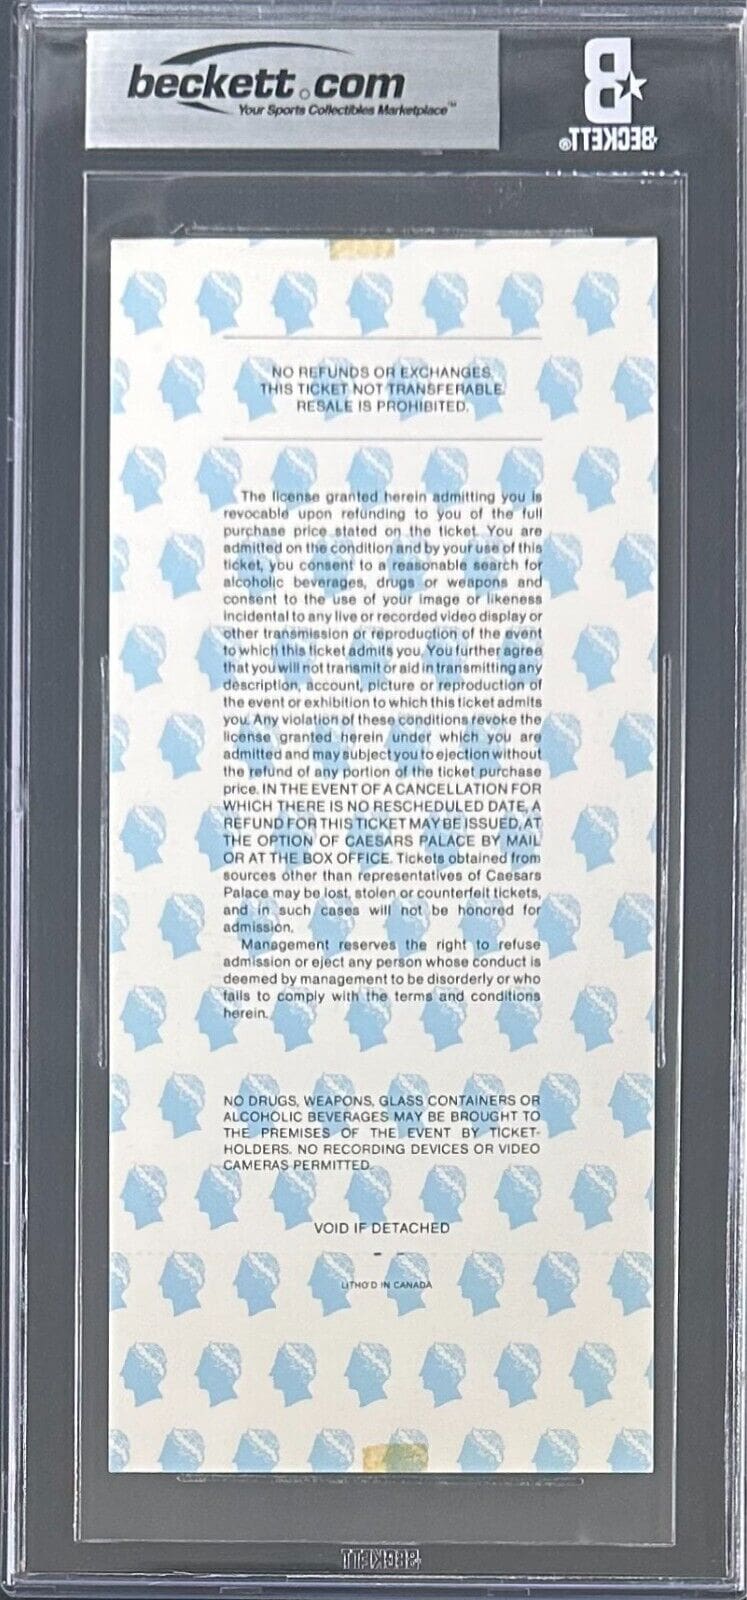 beckett.com
Your Sports Collectibles Marketplace™
BECKETT®
NO REFUNDS OR EXCHANGES.
THIS TICKET NOT TRANSFERABLE.
RESALE IS PROHIBITED.
The license granted herein admitting you is
revocable upon refunding to you of the full
purchase price stated on the ticket. You are
admitted on the condition and by your use of this
ticket, you consent to a reasonable search for
alcoholic beverages, drugs or weapons and
consent to the use of your image or likeness
incidental to any live or recorded video display or
other transmission or reproduction of the event
to which this ticket admits you. You further agree
that you will not transmit or aid in transmitting any
description, account, picture or reproduction of
the event or exhibition to which this ticket admits
you. Any violation of these conditions revoke the
license granted herein under which you are
admitted and may subject you to ejection without
the refund of any portion of the ticket purchase
price. IN THE EVENT OF A CANCELLATION FOR
WHICH THERE IS NO RESCHEDULED DATE, A
REFUND FOR THIS TICKET MAY BE ISSUED, AT
THE OPTION OF CAESARS PALACE BY MAIL
OR AT THE BOX OFFICE. Tickets obtained from
sources other than representatives of Caesars
Palace may be lost, stolen or counterfeit tickets,
and in such cases will not be honored for
admission.
Management reserves the right to refuse
admission or eject any person whose conduct is
deemed by management to be disorderly or who
fails to comply with the terms and conditions
herein.
NO DRUGS, WEAPONS, GLASS CONTAINERS OR
ALCOHOLIC BEVERAGES MAY BE BROUGHT TO
THE PREMISES OF THE EVENT BY TICKET-
HOLDERS. NO RECORDING DEVICES OR VIDEO
CAMERAS PERMITTED.
VOID IF DETACHED
LITHO'D IN CANADA
BECKETT